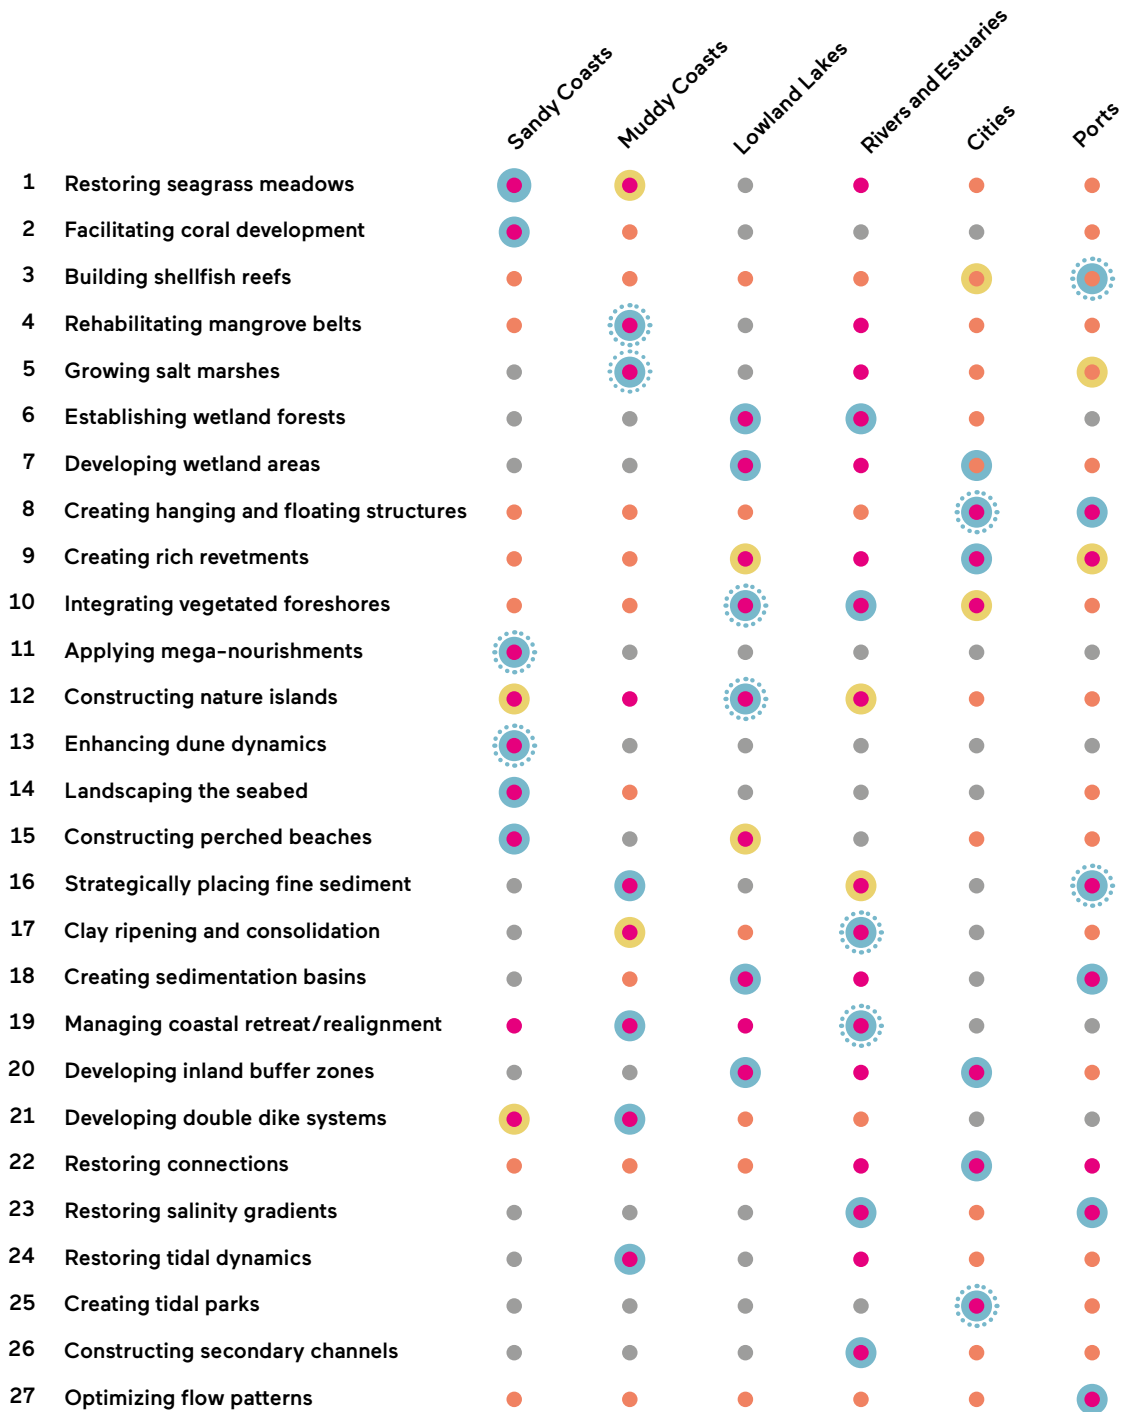 Sandy Coasts
Muddy Coasts
Lowland Lakes
Rivers and Estuaries
Cities
Ports
1 Restoring seagrass meadows
2 Facilitating coral development
3 Building shellfish reefs
4 Rehabilitating mangrove belts
5 Growing salt marshes
6 Establishing wetland forests
7 Developing wetland areas
8 Creating hanging and floating structures
9 Creating rich revetments
10 Integrating vegetated foreshores
11 Applying mega-nourishments
12 Constructing nature islands
13 Enhancing dune dynamics
14 Landscaping the seabed
15 Constructing perched beaches
16 Strategically placing fine sediment
17 Clay ripening and consolidation
18 Creating sedimentation basins
19 Managing coastal retreat/realignment
20 Developing inland buffer zones
21 Developing double dike systems
22 Restoring connections
23 Restoring salinity gradients
24 Restoring tidal dynamics
25 Creating tidal parks
26 Constructing secondary channels
27 Optimizing flow patterns